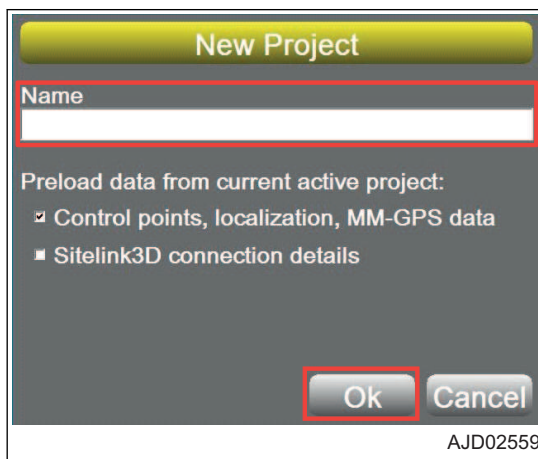 New Project
Name
Preload data from current active project:
Control points, localization, MM-GPS data
Sitelink3D connection details
Ok Cancel
AJD02559